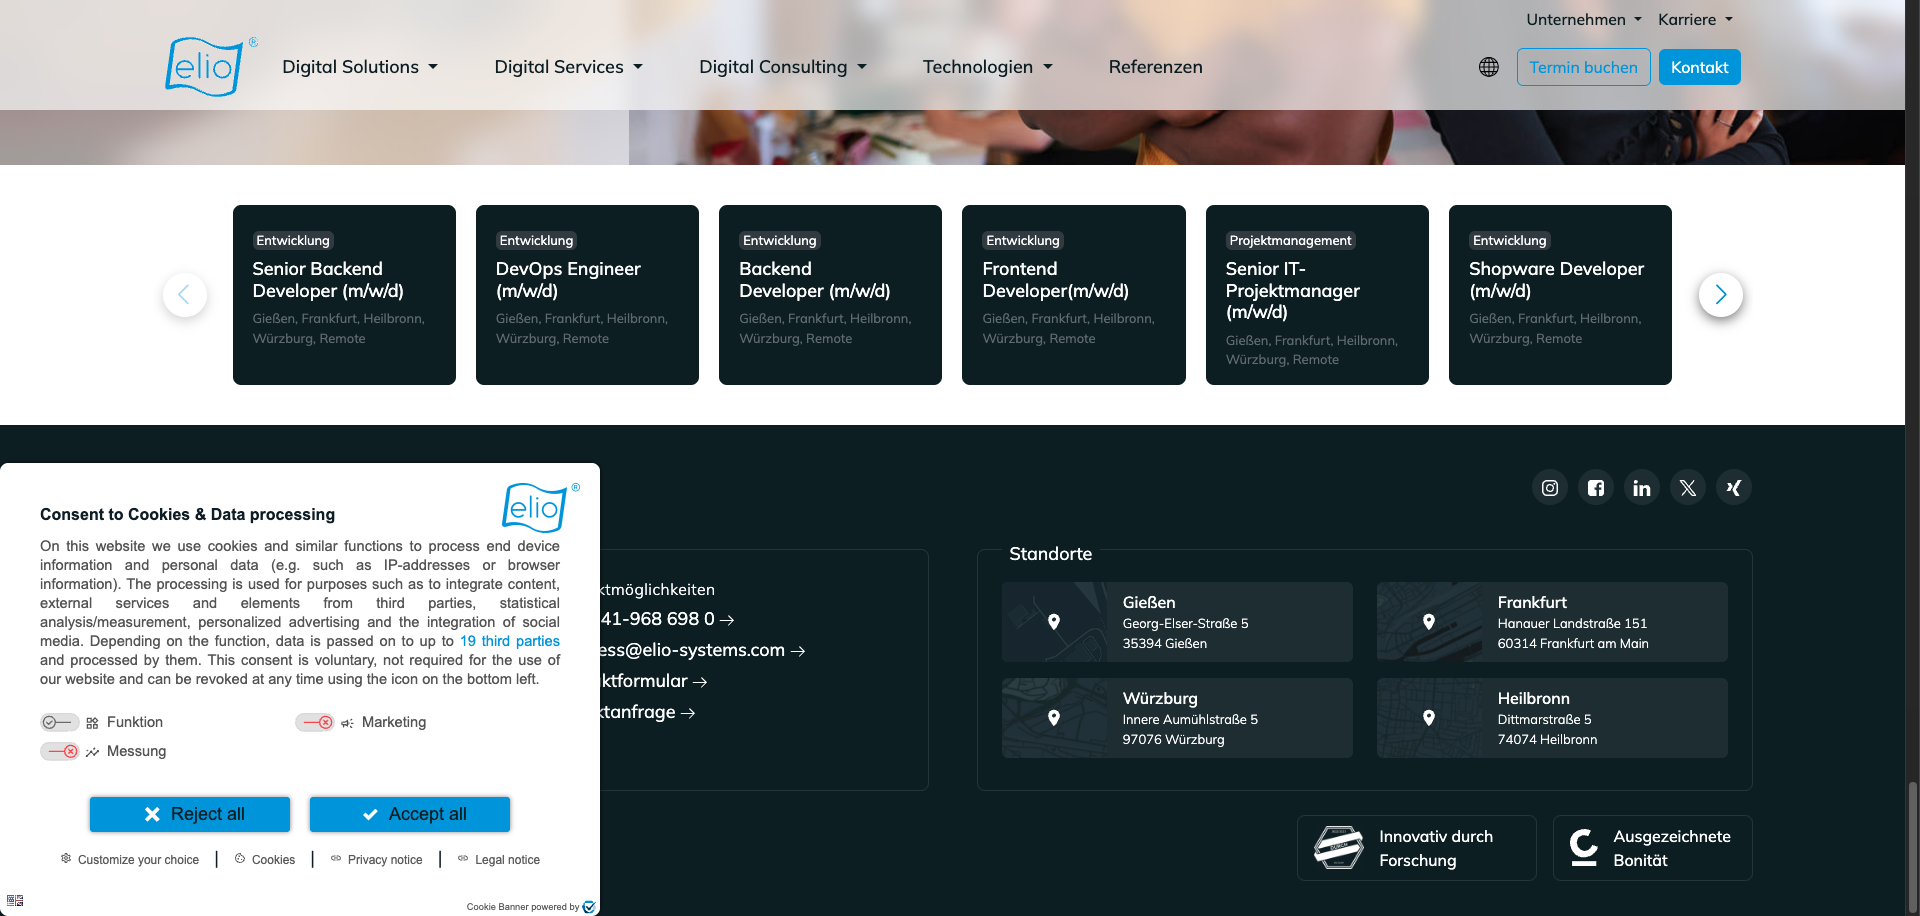 Unternehmen
Karriere
elio®
Digital Solutions
Digital Services
Digital Consulting
Technologien
Referenzen
Termin buchen
Kontakt
Entwicklung
Senior Backend
Developer (m/w/d)
Gießen, Frankfurt, Heilbronn,
Würzburg, Remote
Entwicklung
DevOps Engineer
(m/w/d)
Gießen, Frankfurt, Heilbronn,
Würzburg, Remote
Entwicklung
Backend
Developer (m/w/d)
Gießen, Frankfurt, Heilbronn,
Würzburg, Remote
Entwicklung
Frontend
Developer(m/w/d)
Gießen, Frankfurt, Heilbronn,
Würzburg, Remote
Projektmanagement
Senior IT-
Projektmanager
(m/w/d)
Gießen, Frankfurt, Heilbronn,
Würzburg, Remote
Entwicklung
Shopware Developer
(m/w/d)
Gießen, Frankfurt, Heilbronn,
Würzburg, Remote
elio®
Consent to Cookies & Data processing
On this website we use cookies and similar functions to process end device
information and personal data (e.g. such as IP-addresses or browser
information). The processing is used for purposes such as to integrate content,
external services and elements from third parties, statistical
analysis/measurement, personalized advertising and the integration of social
media. Depending on the function, data is passed on to up to 19 third parties
and processed by them. This consent is voluntary, not required for the use of
our website and can be revoked at any time using the icon on the bottom left.
Funktion
Marketing
Messung
Reject all
Accept all
Customize your choice
Cookies
Privacy notice
Legal notice
Cookie Banner powered by
ktmöglichkeiten
41-968 698 0
ess@elio-systems.com
ktformular
ktanfrage
Standorte
Gießen
Georg-Elser-Straße 5
35394 Gießen
Frankfurt
Hanauer Landstraße 151
60314 Frankfurt am Main
Würzburg
Innere Aumühlstraße 5
97076 Würzburg
Heilbronn
Dittmarstraße 5
74074 Heilbronn
Innovativ durch
Forschung
Ausgezeichnete
Bonität